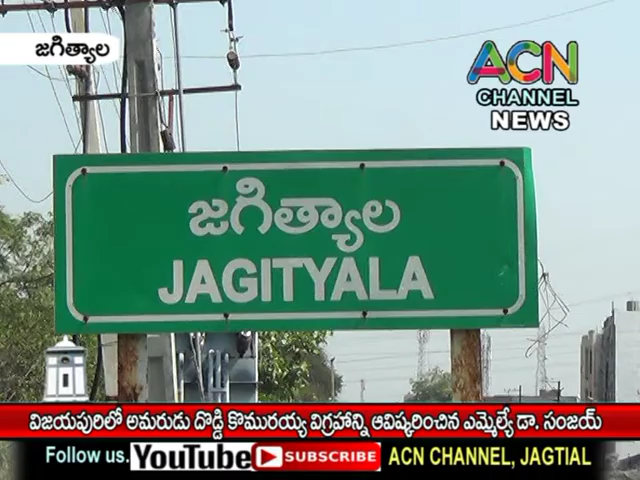 జగిత్యాల
ACN
CHANNEL
NEWS
జగిత్యాల
JAGITYALA
విజయపురిలో అమరుడు దొడ్డి కొమురయ్య విగ్రహాన్ని ఆవిష్కరించిన ఎమ్మెల్యే డా. సంజయ్
Follow us. YouTube SUBSCRIBE ACN CHANNEL, JAGTIAL